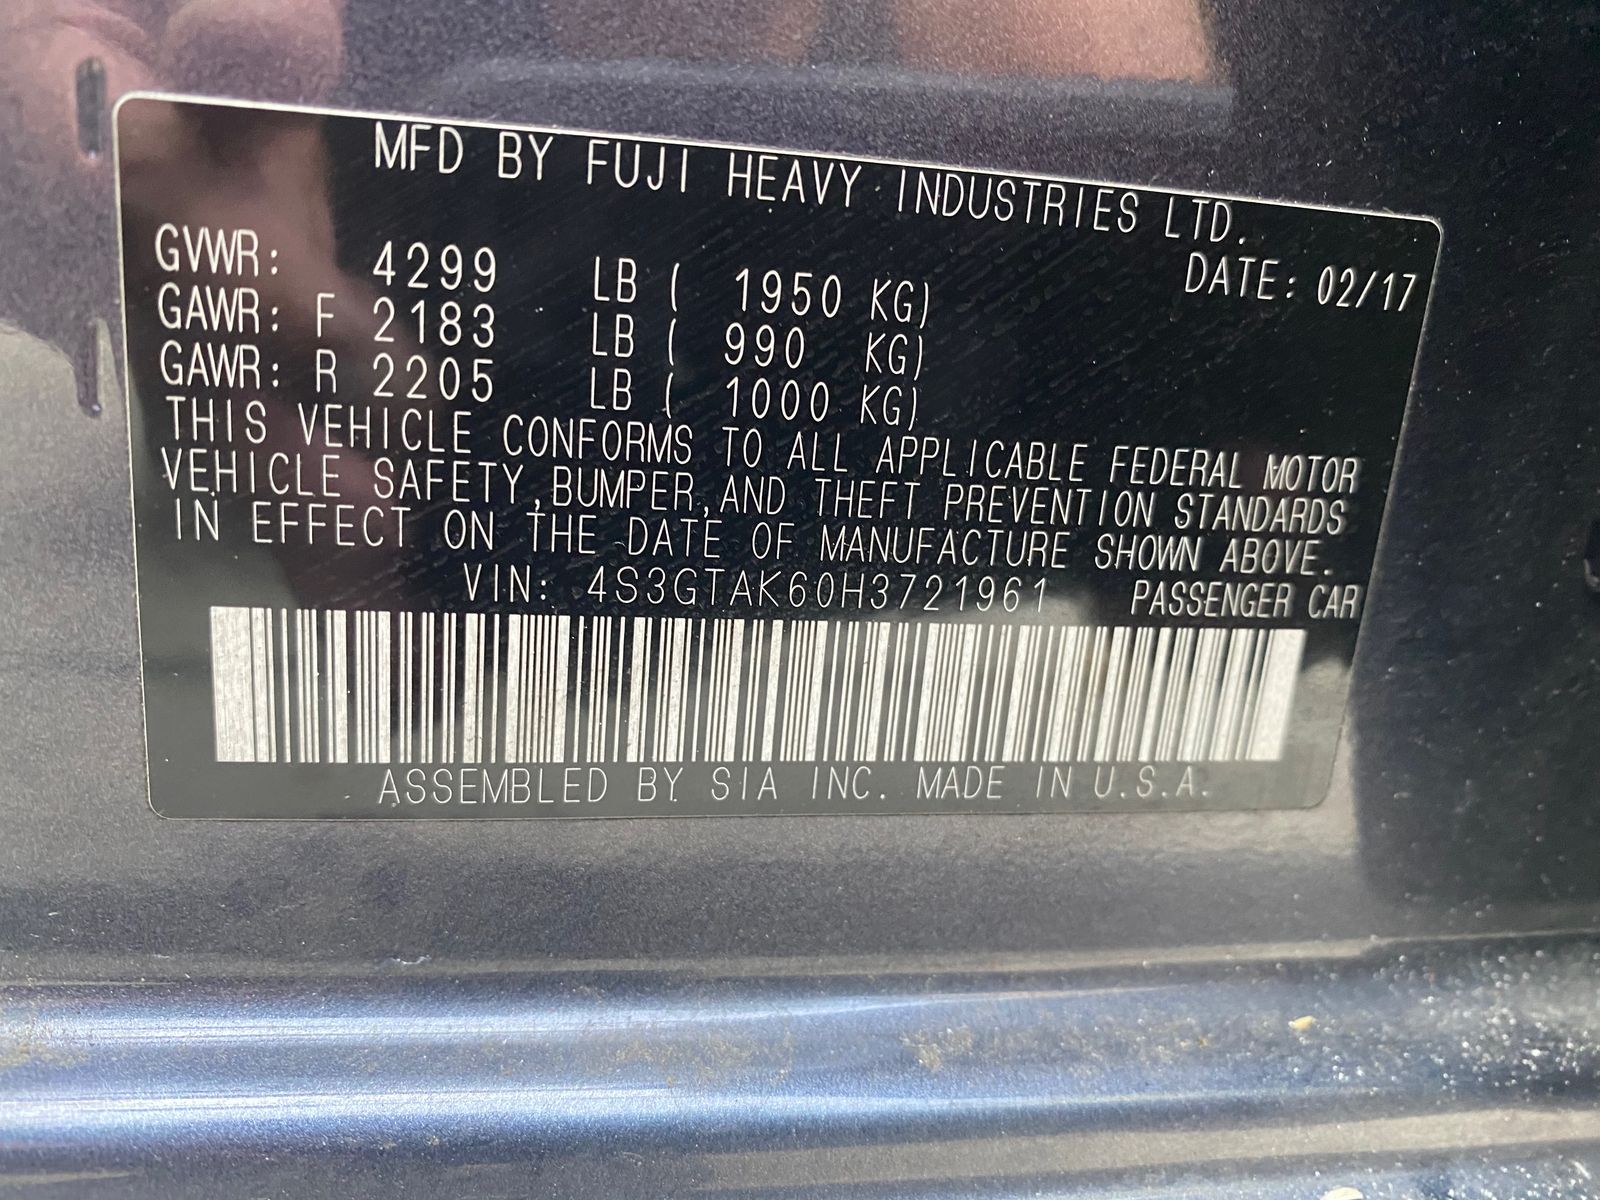 MFD BY FUJI HEAVY INDUSTRIES LTD.
DATE: 02/17
GVWR: 4299 LB ( 1950 KG)
GAWR: F 2183 LB ( 990 KG)
GAWR: R 2205 LB ( 1000 KG)
THIS VEHICLE CONFORMS TO ALL APPLICABLE FEDERAL MOTOR
VEHICLE SAFETY,BUMPER,AND THEFT PREVENTION STANDARDS
IN EFFECT ON THE DATE OF MANUFACTURE SHOWN ABOVE.
VIN: 4S3GTAK60H3721961 PASSENGER CAR
ASSEMBLED BY SIA INC. MADE IN U.S.A.